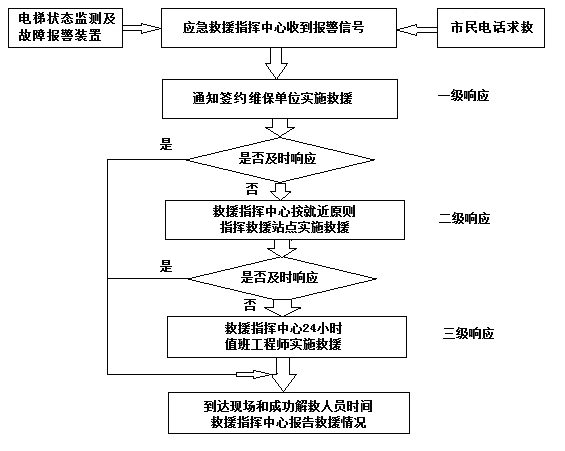 电梯状态监测及
故障报警装置
应急救援指挥中心收到报警信号
市民电话求救
通知签约维保单位实施救援
一级响应
是
是否及时响应
否
救援指挥中心按就近原则
指挥救援站点实施救援
二级响应
是
是否及时响应
否
救援指挥中心24小时
值班工程师实施救援
三级响应
到达现场和成功解救人员时间
救援指挥中心报告救援情况